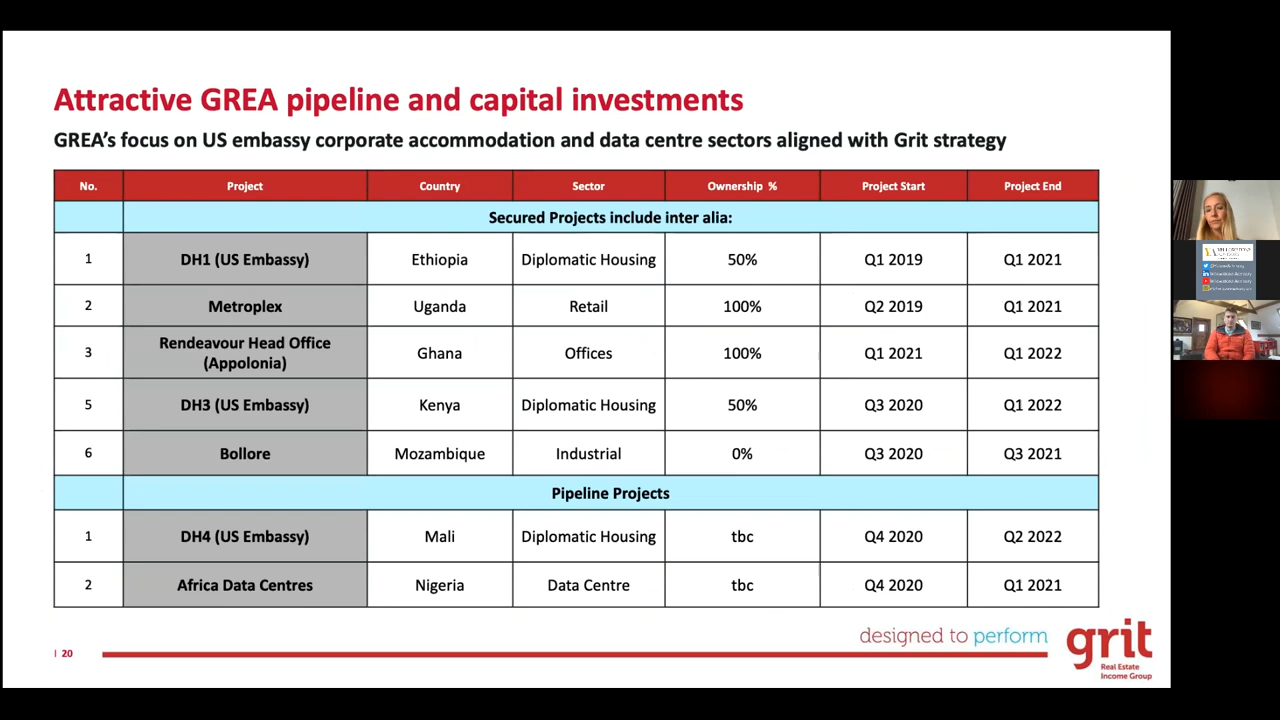 Attractive GREA pipeline and capital investments
GREA's focus on US embassy corporate accommodation and data centre sectors aligned with Grit strategy
No. Project Country Sector Ownership % Project Start Project End
Secured Projects include inter alia:
1 DH1 (US Embassy) Ethiopia Diplomatic Housing 50% Q1 2019 Q1 2021
2 Metroplex Uganda Retail 100% Q2 2019 Q1 2021
3 Rendeavour Head Office (Appolonia) Ghana Offices 100% Q1 2021 Q1 2022
5 DH3 (US Embassy) Kenya Diplomatic Housing 50% Q3 2020 Q1 2022
6 Bollore Mozambique Industrial 0% Q3 2020 Q3 2021
Pipeline Projects
1 DH4 (US Embassy) Mali Diplomatic Housing tbc Q4 2020 Q2 2022
2 Africa Data Centres Nigeria Data Centre tbc Q4 2020 Q1 2021
designed to perform
grit
Real Estate
Income Group
| 20